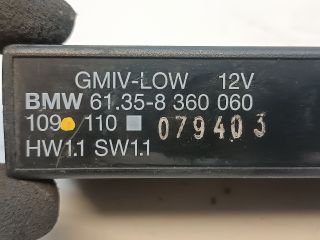 GMIV-LOW 12V
BMW 61.35-8 360 060
109 110 079403
HW1.1 SW1.1